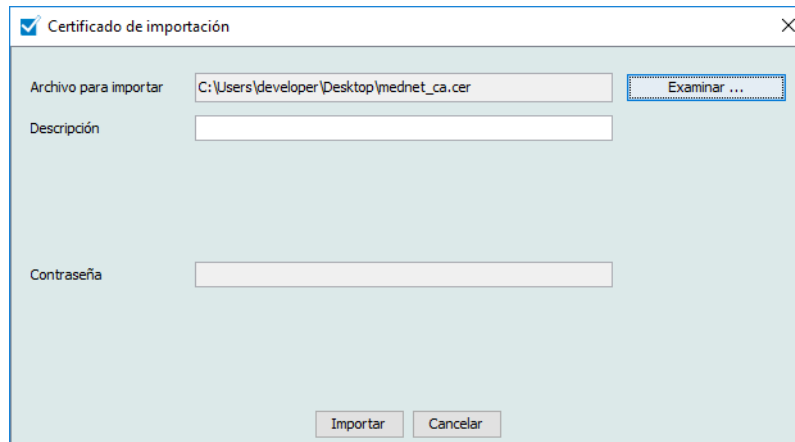 Certificado de importación
Archivo para importar C:\Users\developer\Desktop\mednet_ca.cer Examinar ...
Descripción
Contraseña
Importar Cancelar